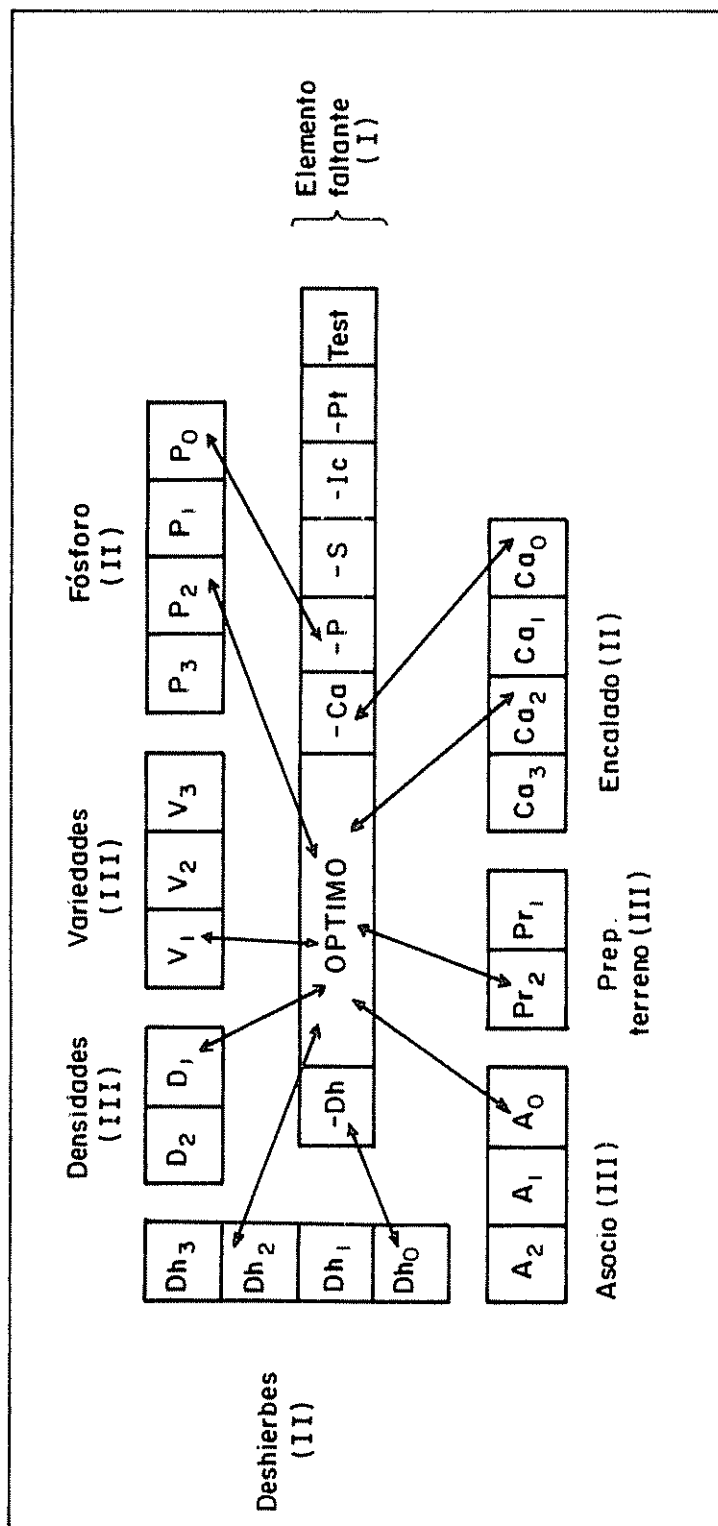 Deshierbes
(II)
Dh3
Dh2
Dh1
Dh0
Densidades
(III)
D2 D1
Variedades
(III)
V1 V2 V3
Fósforo
(II)
P3 P2 P1 P0
-Dh OPTIMO -Ca -P -S -Ic -Pt Test
Elemento
faltante
(I)
A2 A1 A0
Asocio (III)
Pr2 Pr1
Prep.
terreno (III)
Ca3 Ca2 Ca1 Ca0
Encalado (II)